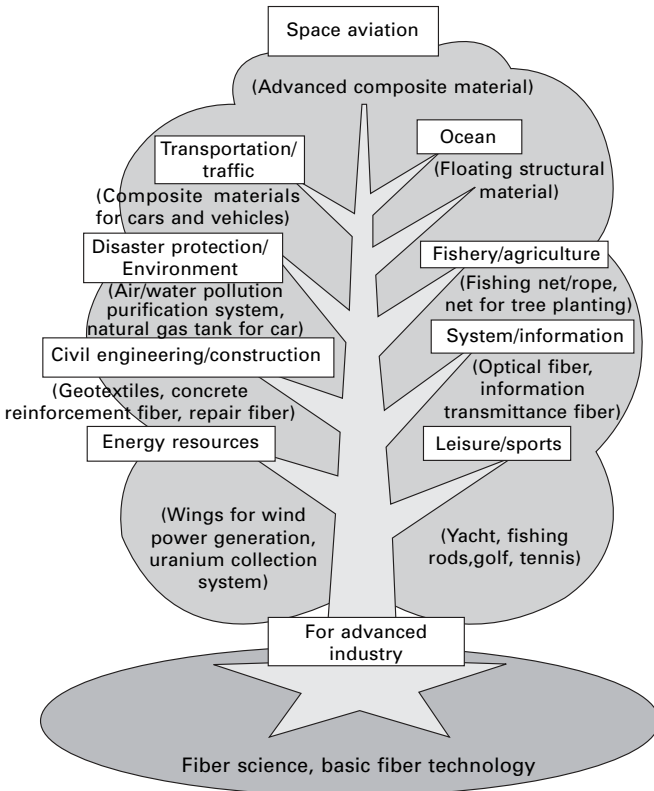 Space aviation
(Advanced composite material)
Ocean
(Floating structural
material)
Transportation/
traffic
(Composite materials
for cars and vehicles)
Disaster protection/
Environment
(Air/water pollution
purification system,
natural gas tank for car)
Fishery/agriculture
(Fishing net/rope,
net for tree planting)
System/information
(Optical fiber,
information
transmittance fiber)
Civil engineering/construction
(Geotextiles, concrete
reinforcement fiber, repair fiber)
Energy resources
(Wings for wind
power generation,
uranium collection
system)
Leisure/sports
(Yacht, fishing
rods,golf, tennis)
For advanced
industry
Fiber science, basic fiber technology